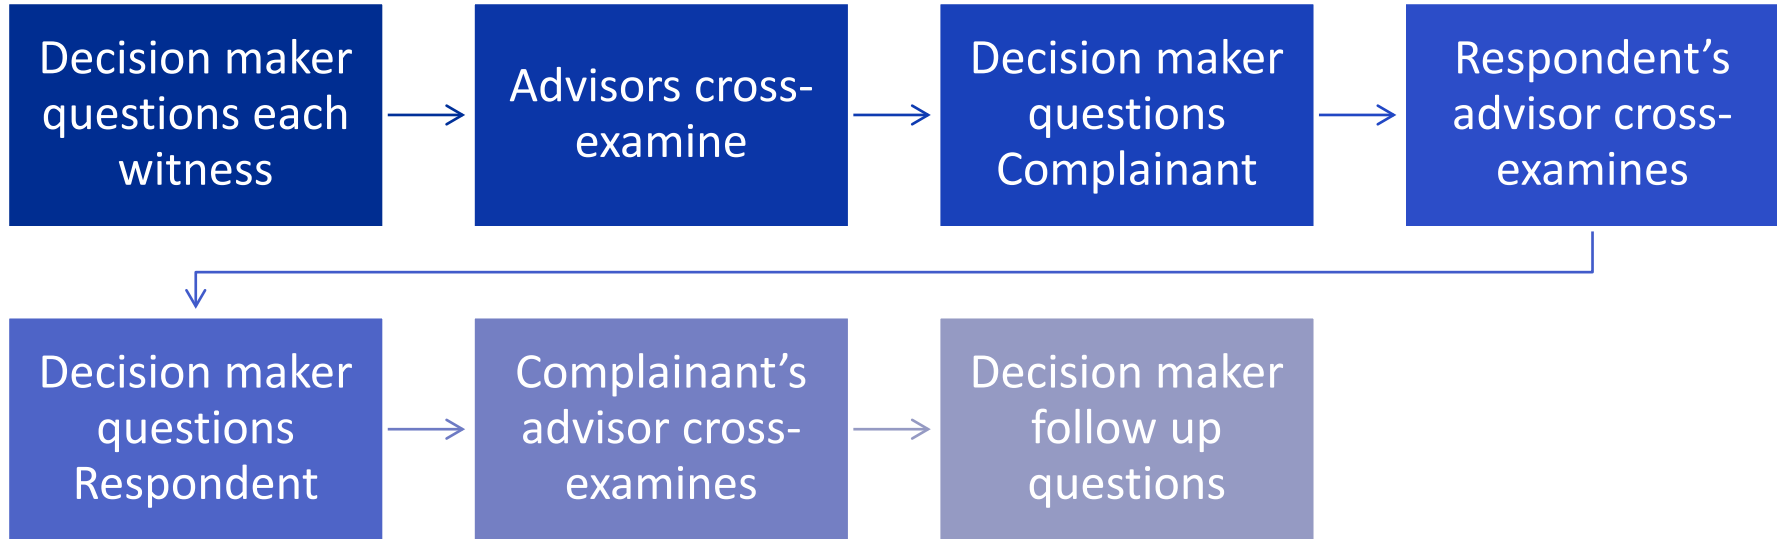 Decision maker
questions each
witness
Advisors cross-
examine
Decision maker
questions
Complainant
Respondent’s
advisor cross-
examines
Decision maker
questions
Respondent
Complainant’s
advisor cross-
examines
Decision maker
follow up
questions